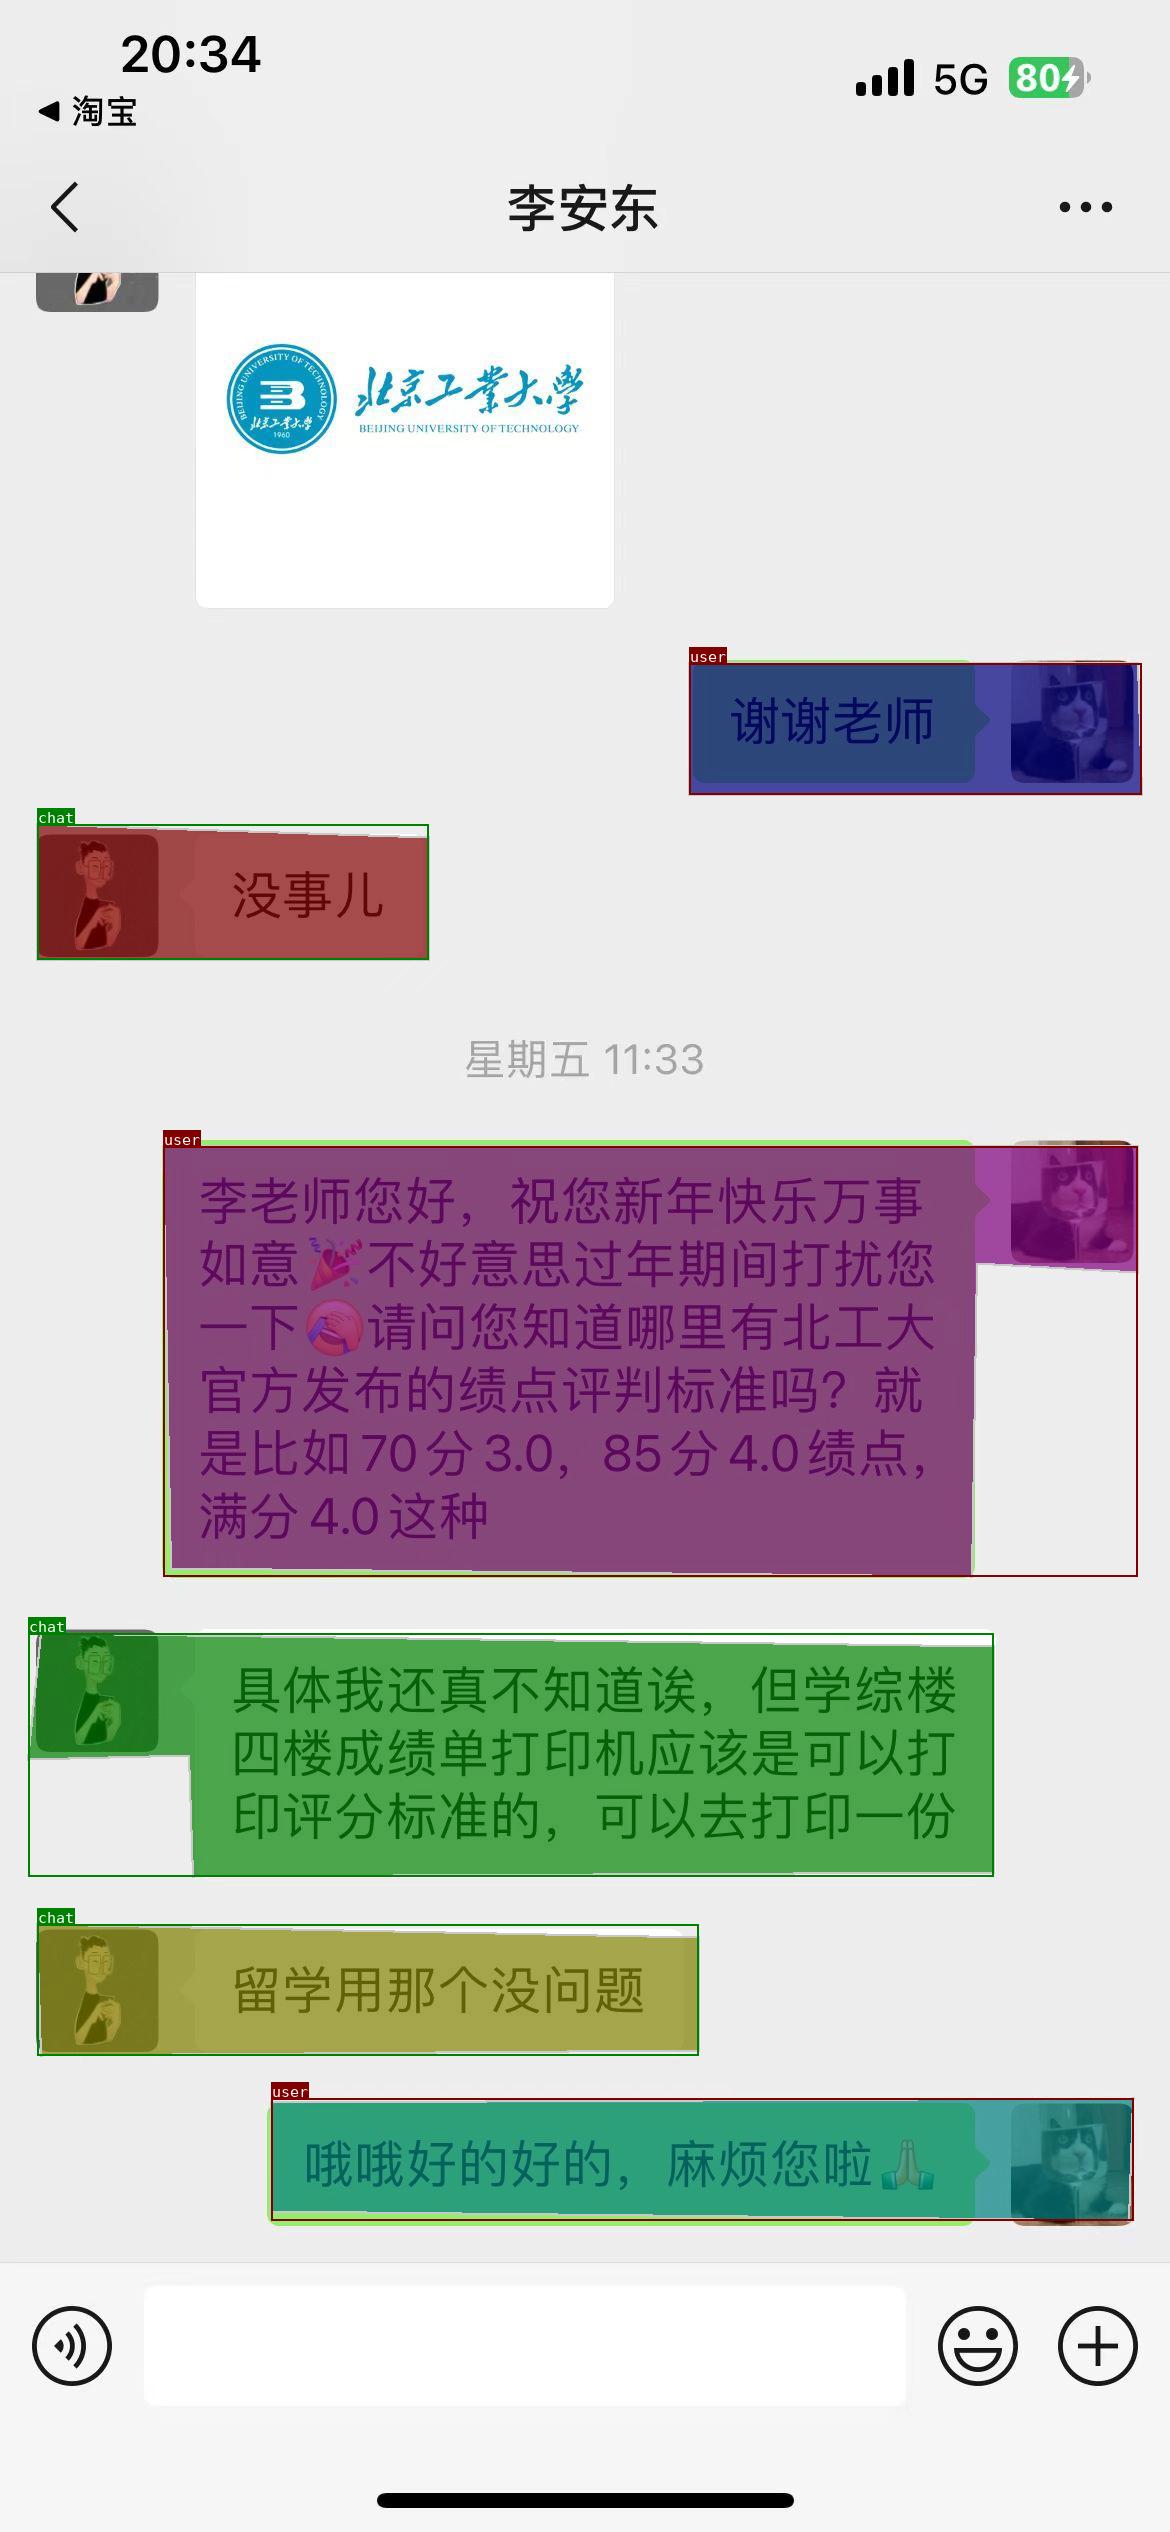 20:34
5G
80
淘宝
李安东
BEIJING UNIVERSITY OF TECHNOLOGY
北京工业大学
1960
北京工業大學
BEIJING UNIVERSITY OF TECHNOLOGY
user
谢谢老师
chat
没事儿
星期五 11:33
user
李老师您好，祝您新年快乐万事
如意🎉不好意思过年期间打扰您
一下🤦请问您知道哪里有北工大
官方发布的绩点评判标准吗？就
是比如70分3.0，85分4.0绩点，
满分4.0这种
chat
具体我还真不知道诶，但学综楼
四楼成绩单打印机应该是可以打
印评分标准的，可以去打印一份
chat
留学用那个没问题
user
哦哦好的好的，麻烦您啦🙏